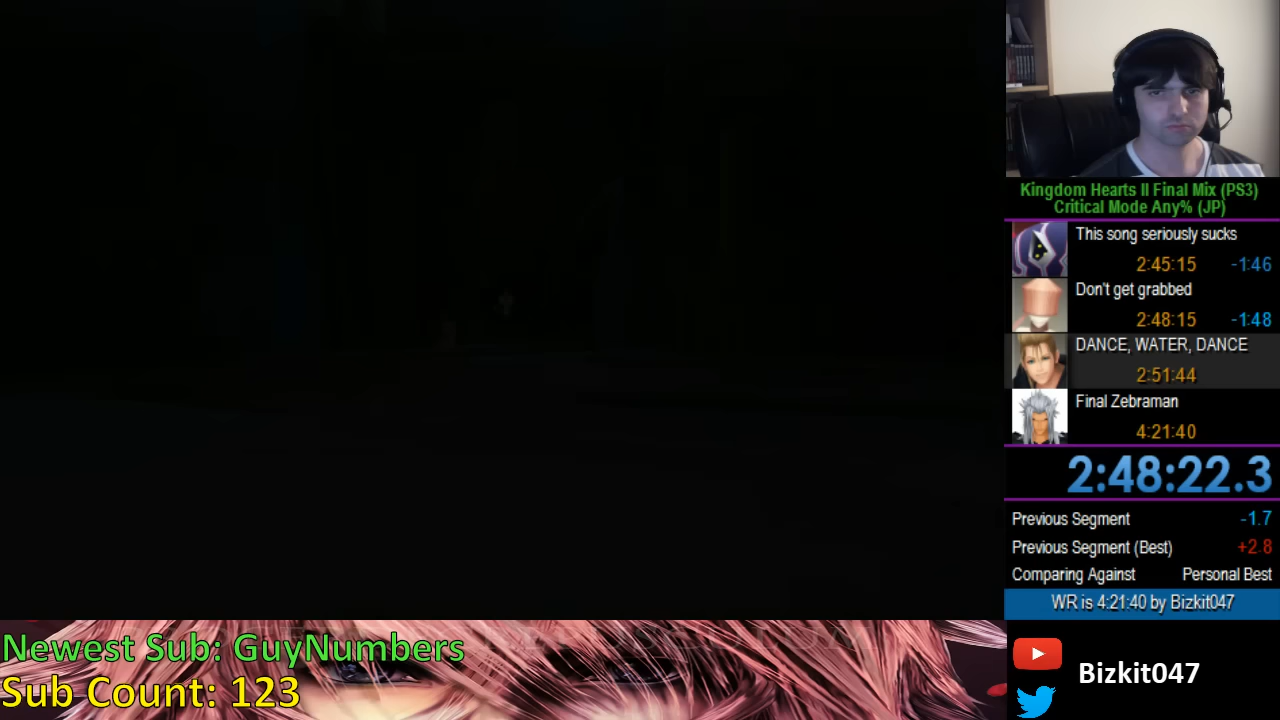 Kingdom Hearts II Final Mix (PS3)
Critical Mode Any% (JP)
This song seriously sucks
2:45:15 -1:46
Don't get grabbed
2:48:15 -1:48
DANCE, WATER, DANCE
2:51:44
Final Zebraman
4:21:40
2:48:22.3
Previous Segment -1.7
Previous Segment (Best) +2.8
Comparing Against Personal Best
WR is 4:21:40 by Bizkit047
Newest Sub: GuyNumbers
Sub Count: 123
Bizkit047